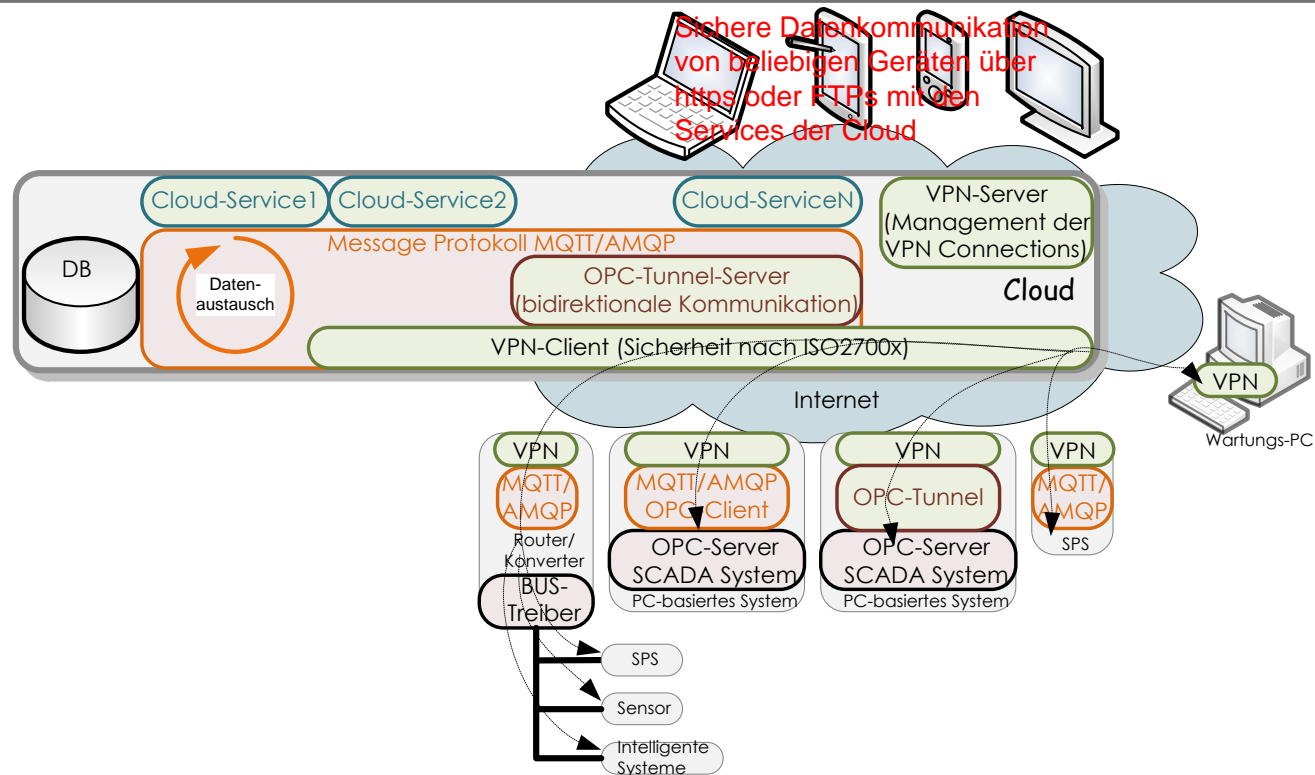 Sichere Datenkommunikation
von beliebigen Geräten über
https oder FTPs mit den
Services der Cloud
Cloud-Service1
Cloud-Service2
Cloud-ServiceN
VPN-Server
(Management der
VPN Connections)
Message Protokoll MQTT/AMQP
DB
Daten-
austausch
OPC-Tunnel-Server
(bidirektionale Kommunikation)
Cloud
VPN-Client (Sicherheit nach ISO2700x)
Internet
VPN
Wartungs-PC
VPN
MQTT/
AMQP
Router/
Konverter
BUS-
Treiber
VPN
MQTT/AMQP
OPC-Client
OPC-Server
SCADA System
PC-basiertes System
VPN
OPC-Tunnel
OPC-Server
SCADA System
PC-basiertes System
VPN
MQTT/
AMQP
SPS
SPS
Sensor
Intelligente
Systeme